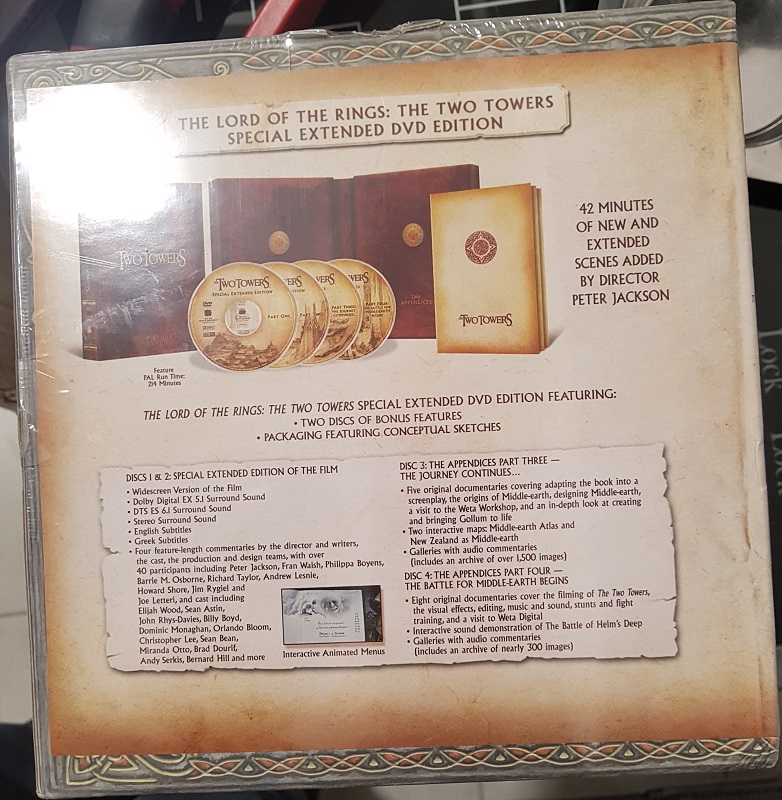 THE LORD OF THE RINGS: THE TWO TOWERS
SPECIAL EXTENDED DVD EDITION
42 MINUTES
OF NEW AND
EXTENDED
SCENES ADDED
BY DIRECTOR
PETER JACKSON
TWO TOWERS
TWO TOWERS
SPECIAL EXTENDED EDITION
PART ONE
PART THREE:
THE JOURNEY
CONTINUES...
PART FOUR:
THE BATTLE FOR
MIDDLE-EARTH
BEGINS
THE
APPENDICES
THE TWO TOWERS
Feature
PAL Run Time:
214 Minutes
THE LORD OF THE RINGS: THE TWO TOWERS SPECIAL EXTENDED DVD EDITION FEATURING:
• TWO DISCS OF BONUS FEATURES
• PACKAGING FEATURING CONCEPTUAL SKETCHES
DISCS 1 & 2: SPECIAL EXTENDED EDITION OF THE FILM
• Widescreen Version of the Film
• Dolby Digital EX 5.1 Surround Sound
• DTS ES 6.1 Surround Sound
• Stereo Surround Sound
• English Subtitles
• Greek Subtitles
• Four feature-length commentaries by the director and writers,
the cast, the production and design teams, with over
40 participants including Peter Jackson, Fran Walsh, Philippa Boyens,
Barrie M. Osborne, Richard Taylor, Andrew Lesnie,
Howard Shore, Jim Rygiel and
Joe Letteri, and cast including
Elijah Wood, Sean Astin,
John Rhys-Davies, Billy Boyd,
Dominic Monaghan, Orlando Bloom,
Christopher Lee, Sean Bean,
Miranda Otto, Brad Dourif,
Andy Serkis, Bernard Hill and more
Interactive Animated Menus
DISC 3: THE APPENDICES PART THREE —
THE JOURNEY CONTINUES...
• Five original documentaries covering adapting the book into a
screenplay, the origins of Middle-earth, designing Middle-earth,
a visit to the Weta Workshop, and an in-depth look at creating
and bringing Gollum to life
• Two interactive maps: Middle-earth Atlas and
New Zealand as Middle-earth
• Galleries with audio commentaries
(includes an archive of over 1,500 images)
DISC 4: THE APPENDICES PART FOUR —
THE BATTLE FOR MIDDLE-EARTH BEGINS
• Eight original documentaries cover the filming of The Two Towers,
the visual effects, editing, music and sound, stunts and fight
training, and a visit to Weta Digital
• Interactive sound demonstration of The Battle of Helm's Deep
• Galleries with audio commentaries
(includes an archive of nearly 300 images)
Lock